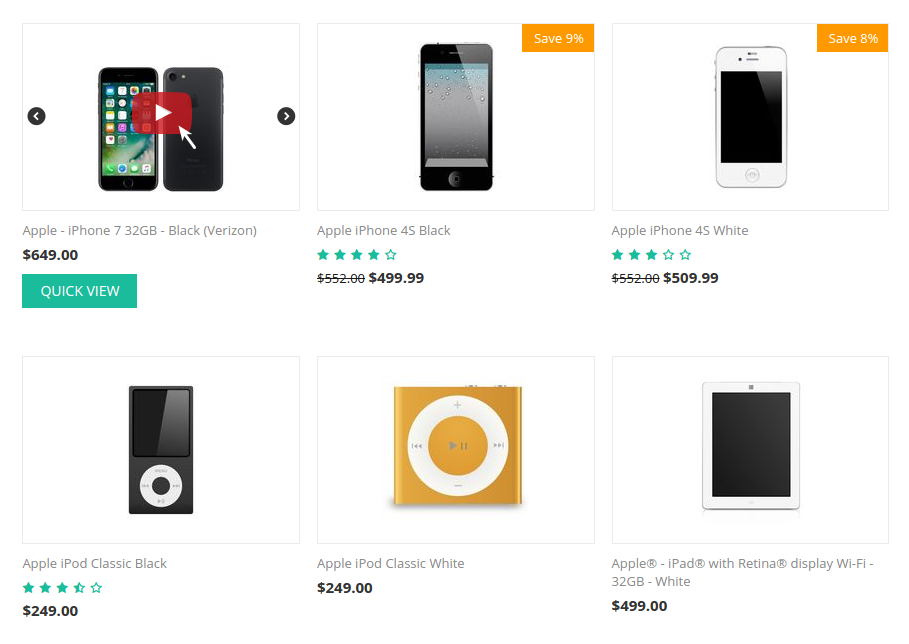 Save 9%
Save 8%
Apple - iPhone 7 32GB - Black (Verizon)
Apple iPhone 4S Black
Apple iPhone 4S White
$649.00
$552.00 $499.99
$552.00 $509.99
QUICK VIEW
MENU
Apple iPod Classic Black
Apple iPod Classic White
Apple® - iPad® with Retina® display Wi-Fi -
32GB - White
$249.00
$249.00
$499.00